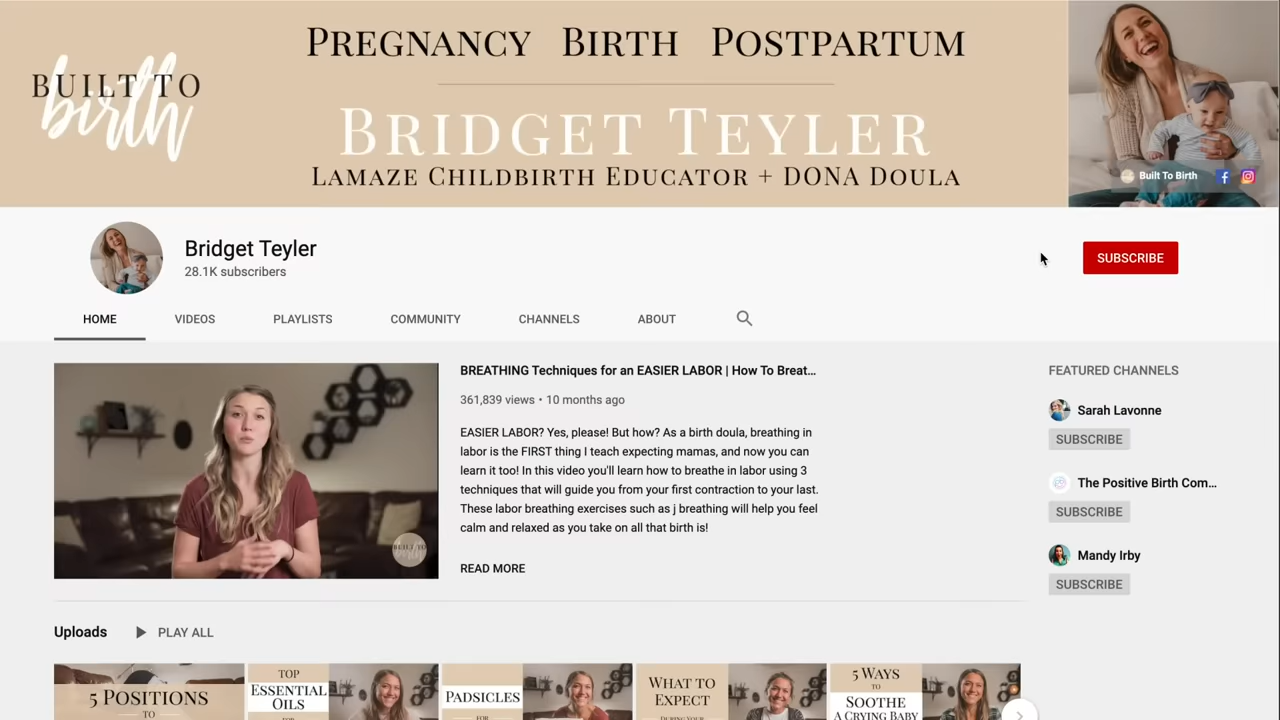 PREGNANCY BIRTH POSTPARTUM
BUILT TO
birth
BRIDGET TEYLER
LAMAZE CHILDBIRTH EDUCATOR + DONA DOULA
Built To Birth
Bridget Teyler
28.1K subscribers
SUBSCRIBE
HOME
VIDEOS
PLAYLISTS
COMMUNITY
CHANNELS
ABOUT
BREATHING Techniques for an EASIER LABOR | How To Breat...
361,839 views • 10 months ago
EASIER LABOR? Yes, please! But how? As a birth doula, breathing in
labor is the FIRST thing I teach expecting mamas, and now you can
learn it too! In this video you'll learn how to breathe in labor using 3
techniques that will guide you from your first contraction to your last.
These labor breathing exercises such as j breathing will help you feel
calm and relaxed as you take on all that birth is!
READ MORE
BUILT TO
birth
FEATURED CHANNELS
Sarah Lavonne
SUBSCRIBE
The Positive Birth Com...
SUBSCRIBE
Mandy Irby
SUBSCRIBE
Uploads
PLAY ALL
5 POSITIONS
TO
TOP
ESSENTIAL
OILS
PADSICLES
WHAT TO
EXPECT
5 WAYS
TO
SOOTHE
A CRYING BABY